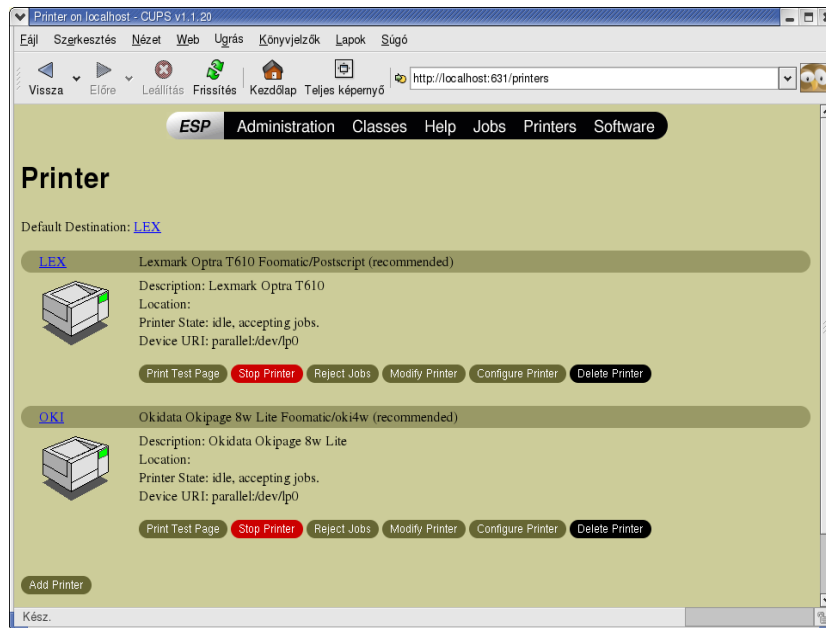 Printer on localhost - CUPS v1.1.20
Fájl Szerkesztés Nézet Web Ugrás Könyvjelzők Lapok Súgó
Vissza Előre Leállítás Frissítés Kezdőlap Teljes képernyő http://localhost:631/printers
ESP Administration Classes Help Jobs Printers Software
Printer
Default Destination: LEX
LEX Lexmark Optra T610 Foomatic/Postscript (recommended)
Description: Lexmark Optra T610
Location:
Printer State: idle, accepting jobs.
Device URI: parallel:/dev/lp0
Print Test Page Stop Printer Reject Jobs Modify Printer Configure Printer Delete Printer
OKI Okidata Okipage 8w Lite Foomatic/oki4w (recommended)
Description: Okidata Okipage 8w Lite
Location:
Printer State: idle, accepting jobs.
Device URI: parallel:/dev/lp0
Print Test Page Stop Printer Reject Jobs Modify Printer Configure Printer Delete Printer
Add Printer
Kész.